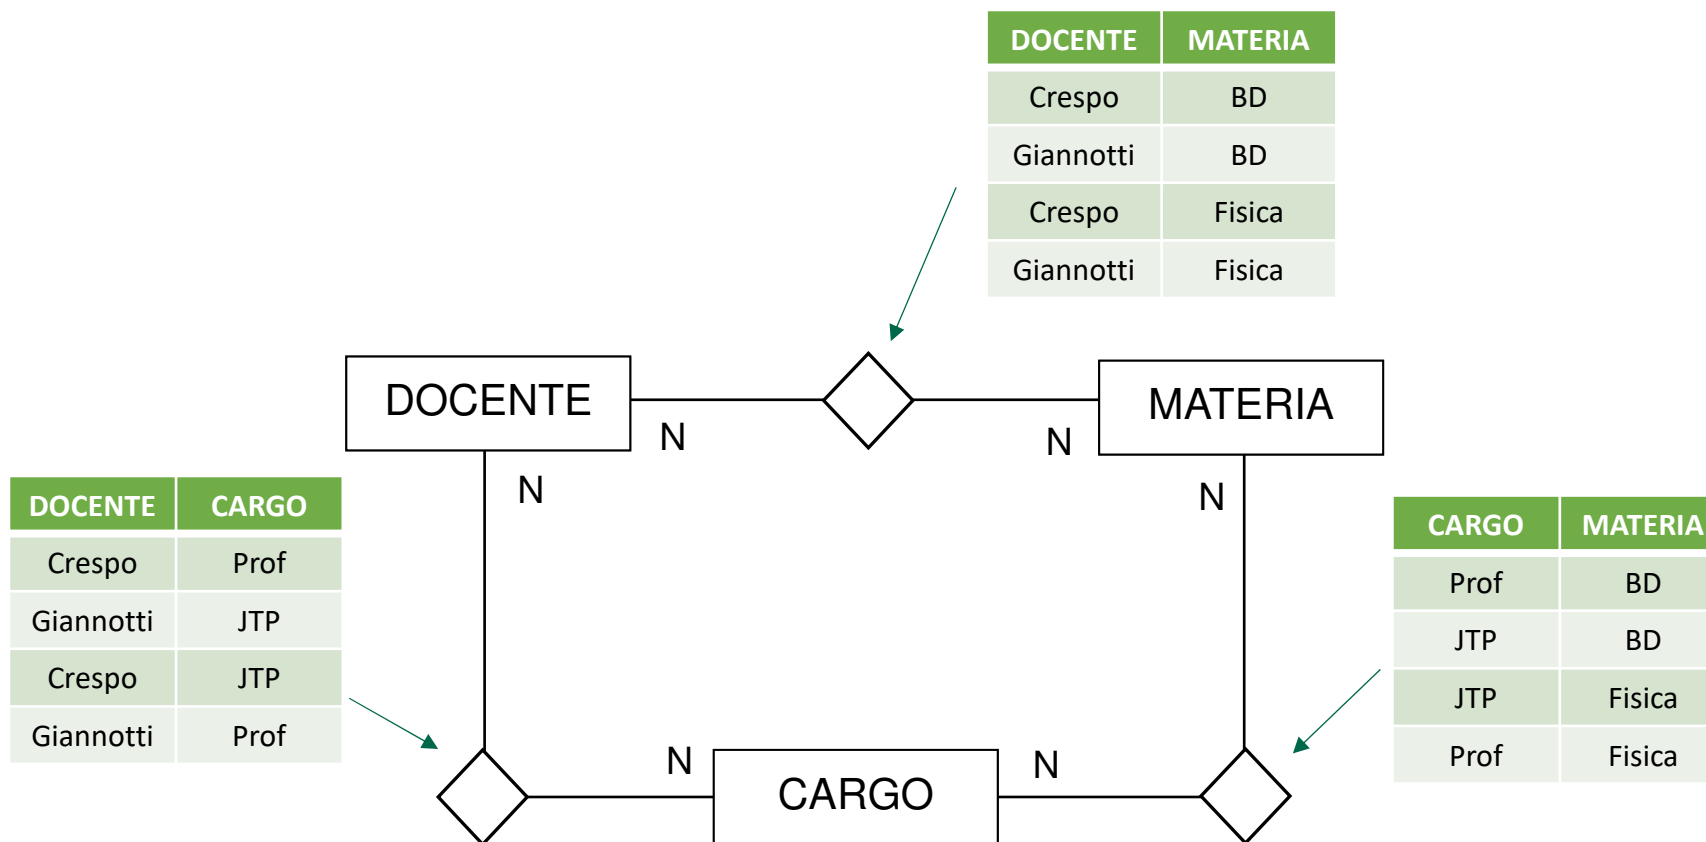 DOCENTE MATERIA
Crespo BD
Giannotti BD
Crespo Fisica
Giannotti Fisica
DOCENTE MATERIA
N N
N N
DOCENTE CARGO
Crespo Prof
Giannotti JTP
Crespo JTP
Giannotti Prof
CARGO MATERIA
Prof BD
JTP BD
JTP Fisica
Prof Fisica
N N
CARGO